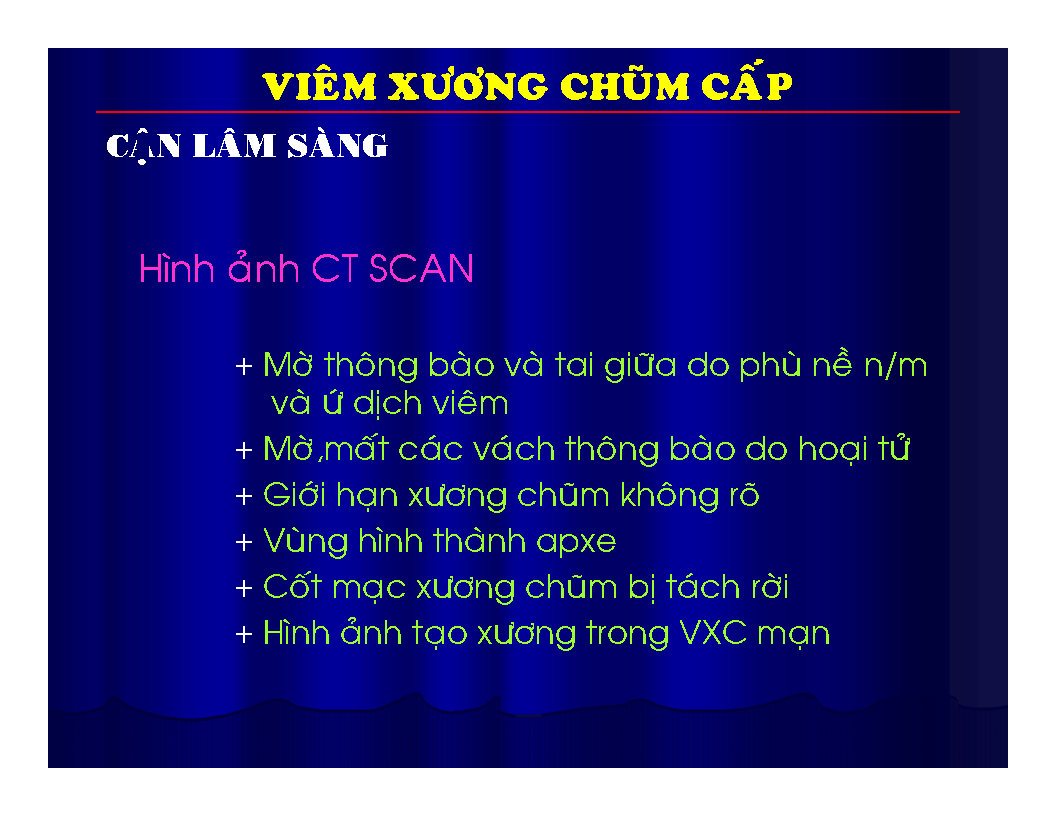 VIÊM XƯƠNG CHŨM CẤP
CẬN LÂM SÀNG
Hình ảnh CT SCAN
+ Mờ thông bào và tai giữa do phù nề n/m
và ứ dịch viêm
+ Mờ,mất các vách thông bào do hoại tử
+ Giới hạn xương chũm không rõ
+ Vùng hình thành apxe
+ Cốt mạc xương chũm bị tách rời
+ Hình ảnh tạo xương trong VXC mạn